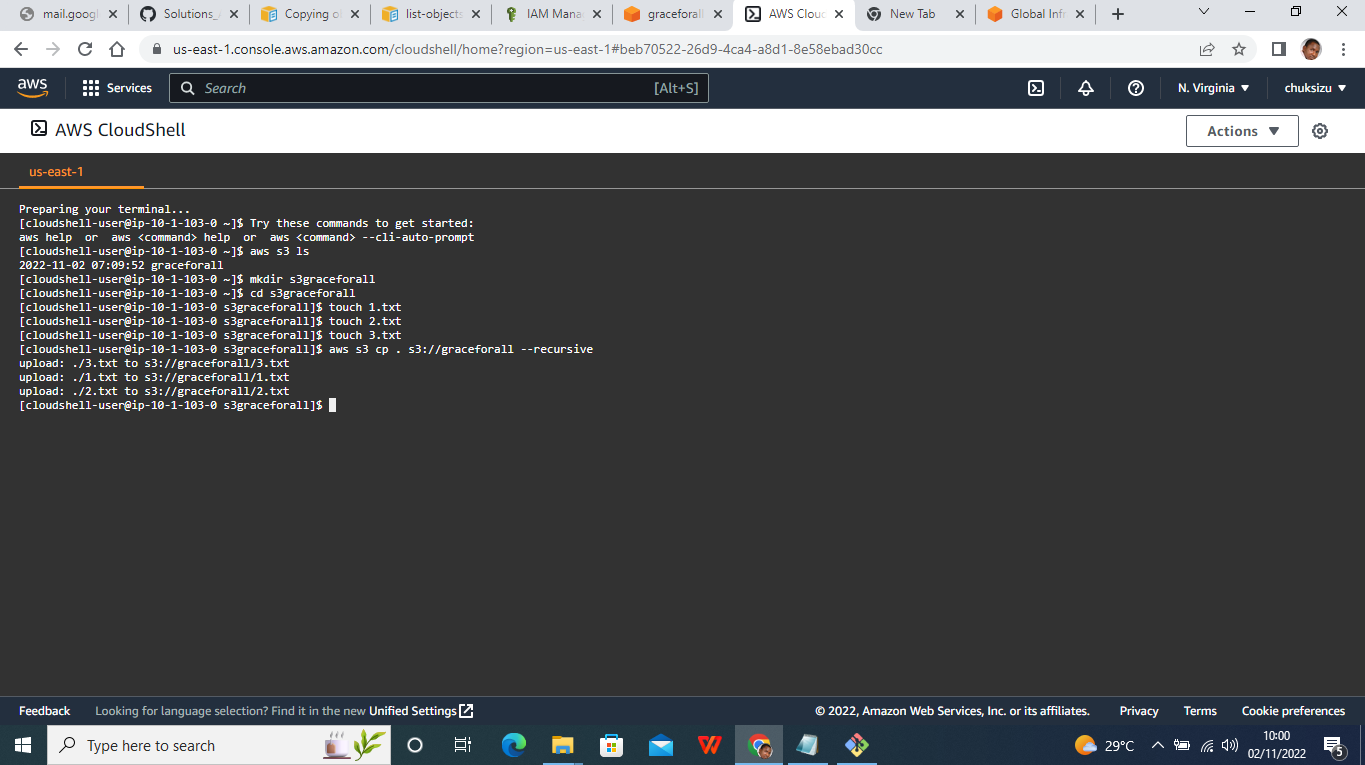 mail.googl
Solutions_
Copying o
list-objects
IAM Mana
graceforall
AWS Clou
New Tab
Global Infr
us-east-1.console.aws.amazon.com/cloudshell/home?region=us-east-1#beb70522-26d9-4ca4-a8d1-8e58ebad30cc
aws
Services
Search
[Alt+S]
N. Virginia
chuksizu
AWS CloudShell
Actions
us-east-1
Preparing your terminal...
[cloudshell-user@ip-10-1-103-0 ~]$ Try these commands to get started:
aws help  or  aws <command> help  or  aws <command> --cli-auto-prompt
[cloudshell-user@ip-10-1-103-0 ~]$ aws s3 ls
2022-11-02 07:09:52 graceforall
[cloudshell-user@ip-10-1-103-0 ~]$ mkdir s3graceforall
[cloudshell-user@ip-10-1-103-0 ~]$ cd s3graceforall
[cloudshell-user@ip-10-1-103-0 s3graceforall]$ touch 1.txt
[cloudshell-user@ip-10-1-103-0 s3graceforall]$ touch 2.txt
[cloudshell-user@ip-10-1-103-0 s3graceforall]$ touch 3.txt
[cloudshell-user@ip-10-1-103-0 s3graceforall]$ aws s3 cp . s3://graceforall --recursive
upload: ./3.txt to s3://graceforall/3.txt
upload: ./1.txt to s3://graceforall/1.txt
upload: ./2.txt to s3://graceforall/2.txt
[cloudshell-user@ip-10-1-103-0 s3graceforall]$
Feedback
Looking for language selection? Find it in the new Unified Settings
© 2022, Amazon Web Services, Inc. or its affiliates.
Privacy
Terms
Cookie preferences
Type here to search
29°C
10:00
02/11/2022
5